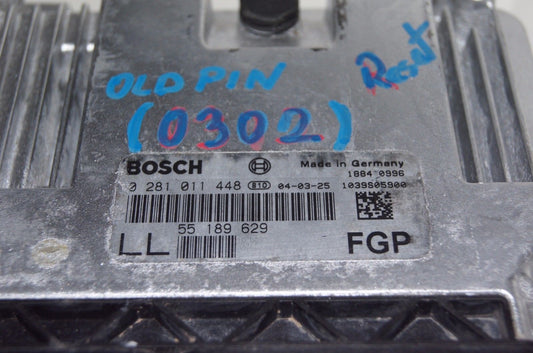 OLD PIN
Reset
(0302)
BOSCH
Made in Germany
1884 0996
0 281 011 448 B10 04-03-25 1039S05900
55 189 629
LL FGP